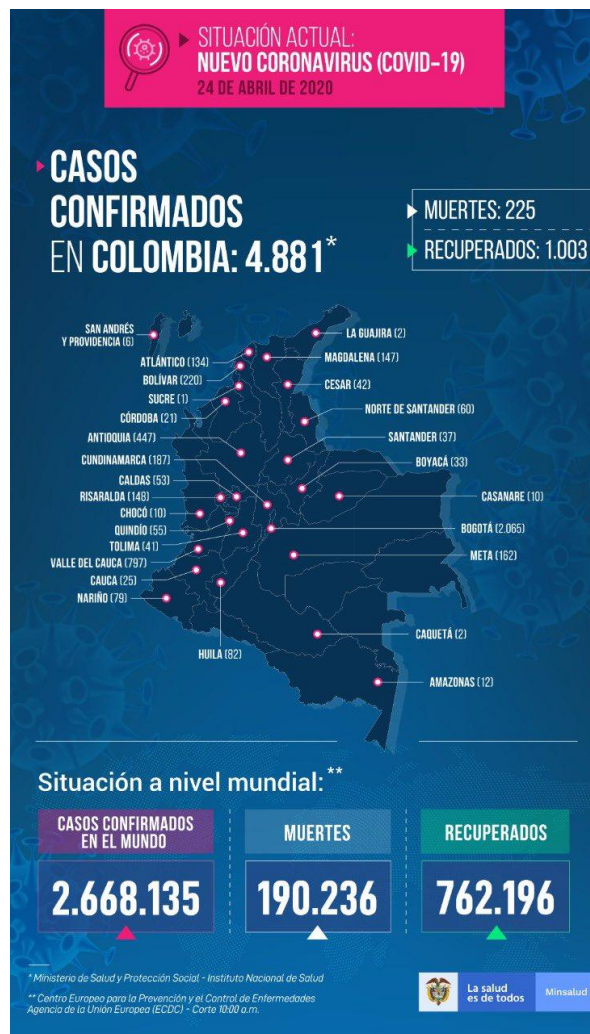 SITUACIÓN ACTUAL:
NUEVO CORONAVIRUS (COVID-19)
24 DE ABRIL DE 2020
CASOS
CONFIRMADOS
EN COLOMBIA: 4.881*
MUERTES: 225
RECUPERADOS: 1.003
SAN ANDRÉS
Y PROVIDENCIA (6)
ATLÁNTICO (134)
BOLÍVAR (220)
SUCRE (1)
CÓRDOBA (21)
ANTIOQUIA (447)
CUNDINAMARCA (187)
CALDAS (53)
RISARALDA (148)
CHOCÓ (10)
QUINDÍO (55)
TOLIMA (41)
VALLE DEL CAUCA (797)
CAUCA (25)
NARIÑO (79)
HUILA (82)
LA GUAJIRA (2)
MAGDALENA (147)
CESAR (42)
NORTE DE SANTANDER (60)
SANTANDER (37)
BOYACÁ (33)
CASANARE (10)
BOGOTÁ (2.065)
META (162)
CAQUETÁ (2)
AMAZONAS (12)
Situación a nivel mundial:**
CASOS CONFIRMADOS
EN EL MUNDO
2.668.135
MUERTES
190.236
RECUPERADOS
762.196
* Ministerio de Salud y Protección Social - Instituto Nacional de Salud
** Centro Europeo para la Prevención y el Control de Enfermedades
Agencia de la Unión Europea (ECDC) - Corte 10:00 a.m.
La salud
es de todos
Minsalud